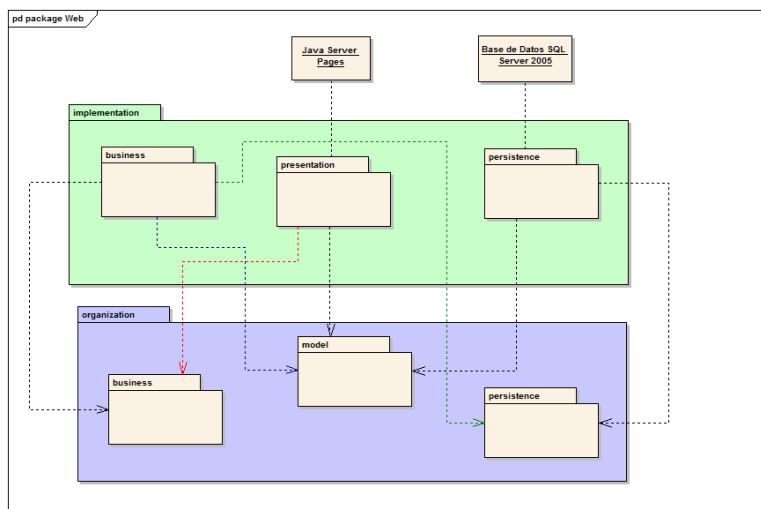 pd package Web
Java Server
Pages
Base de Datos SQL
Server 2005
implementation
business
presentation
persistence
organization
model
business
persistence